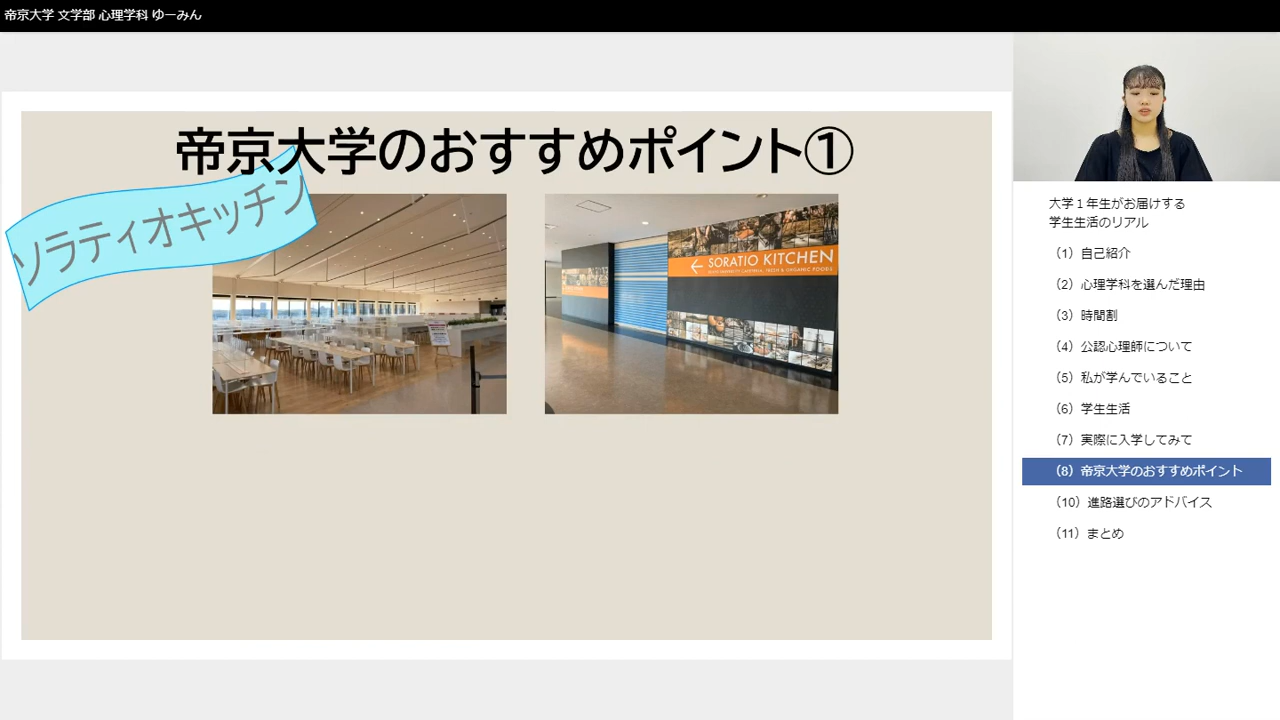 帝京大学 文学部 心理学科 ゆーみん
帝京大学のおすすめポイント①
ソラティオキッチン
SORATIO KITCHEN
大学１年生がお届けする
学生生活のリアル
（1）自己紹介
（2）心理学科を選んだ理由
（3）時間割
（4）公認心理師について
（5）私が学んでいること
（6）学生生活
（7）実際に入学してみて
（8）帝京大学のおすすめポイント
（10）進路選びのアドバイス
（11）まとめ